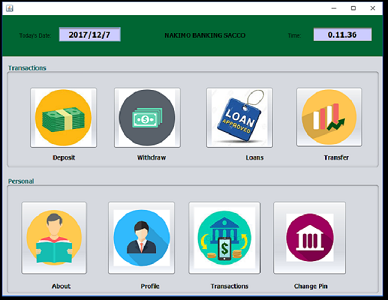 Todays Date
2017/12/7
NAKINO BANKING SACCO
Time
0.11.36
Transactions
LOAN
APPROVED
Deposit
Withdraw
Loans
Transfer
Personal
About
Profile
Transactions
Change Pin